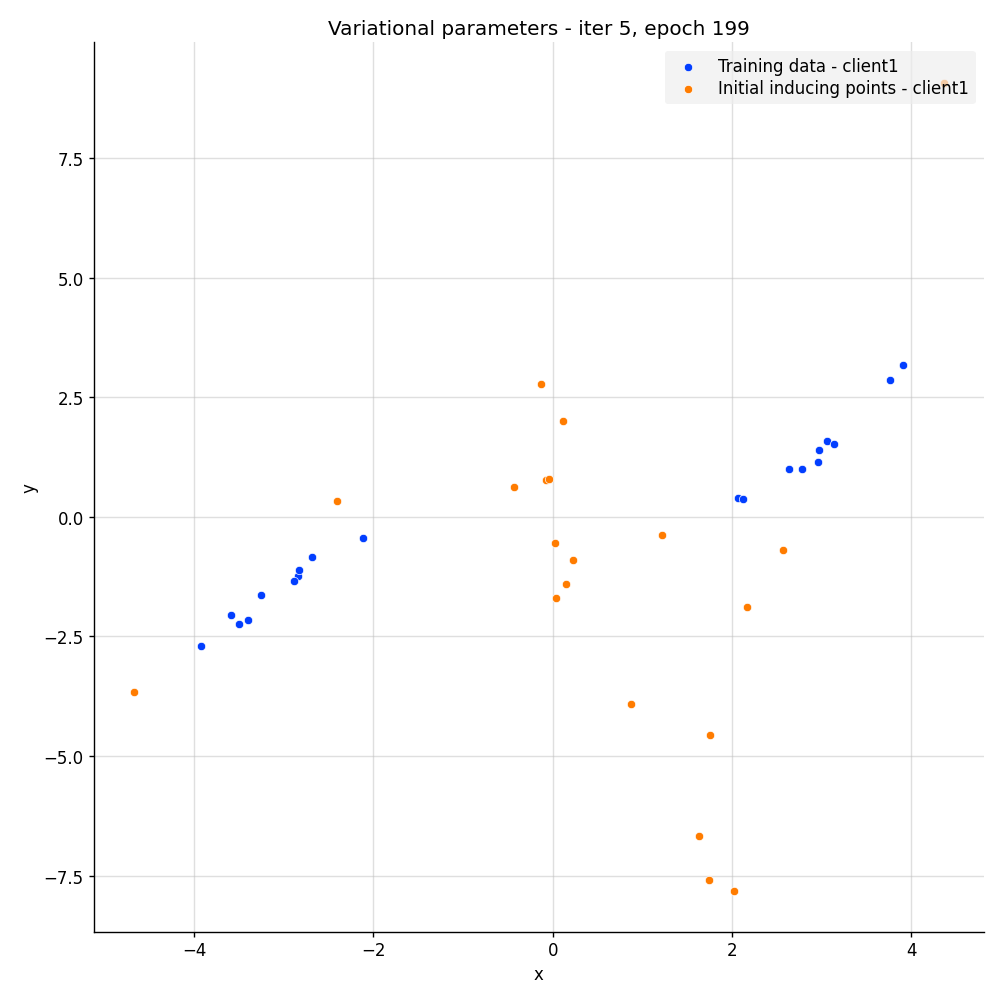 Variational parameters - iter 5, epoch 199
Training data - client1
Initial inducing points - client1
7.5
5.0
2.5
0.0
−2.5
−5.0
−7.5
y
−4
−2
0
2
4
x